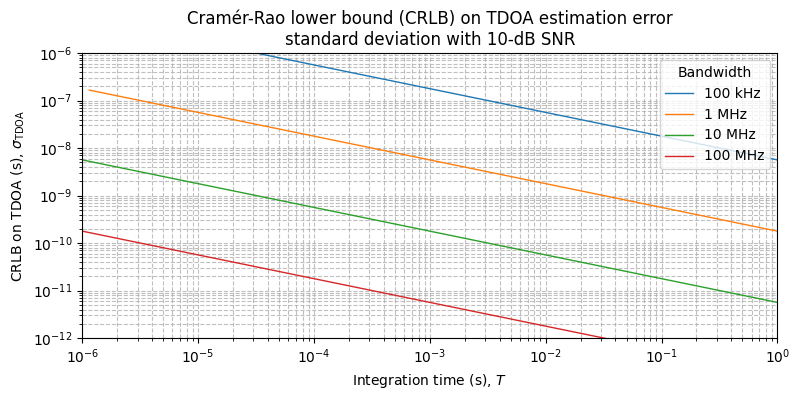 Cramér-Rao lower bound (CRLB) on TDOA estimation error
standard deviation with 10-dB SNR
CRLB on TDOA (s), σ_TDOA
10⁻⁶
10⁻⁷
10⁻⁸
10⁻⁹
10⁻¹⁰
10⁻¹¹
10⁻¹²
Bandwidth
100 kHz
1 MHz
10 MHz
100 MHz
10⁻⁶ 10⁻⁵ 10⁻⁴ 10⁻³ 10⁻² 10⁻¹ 10⁰
Integration time (s), T